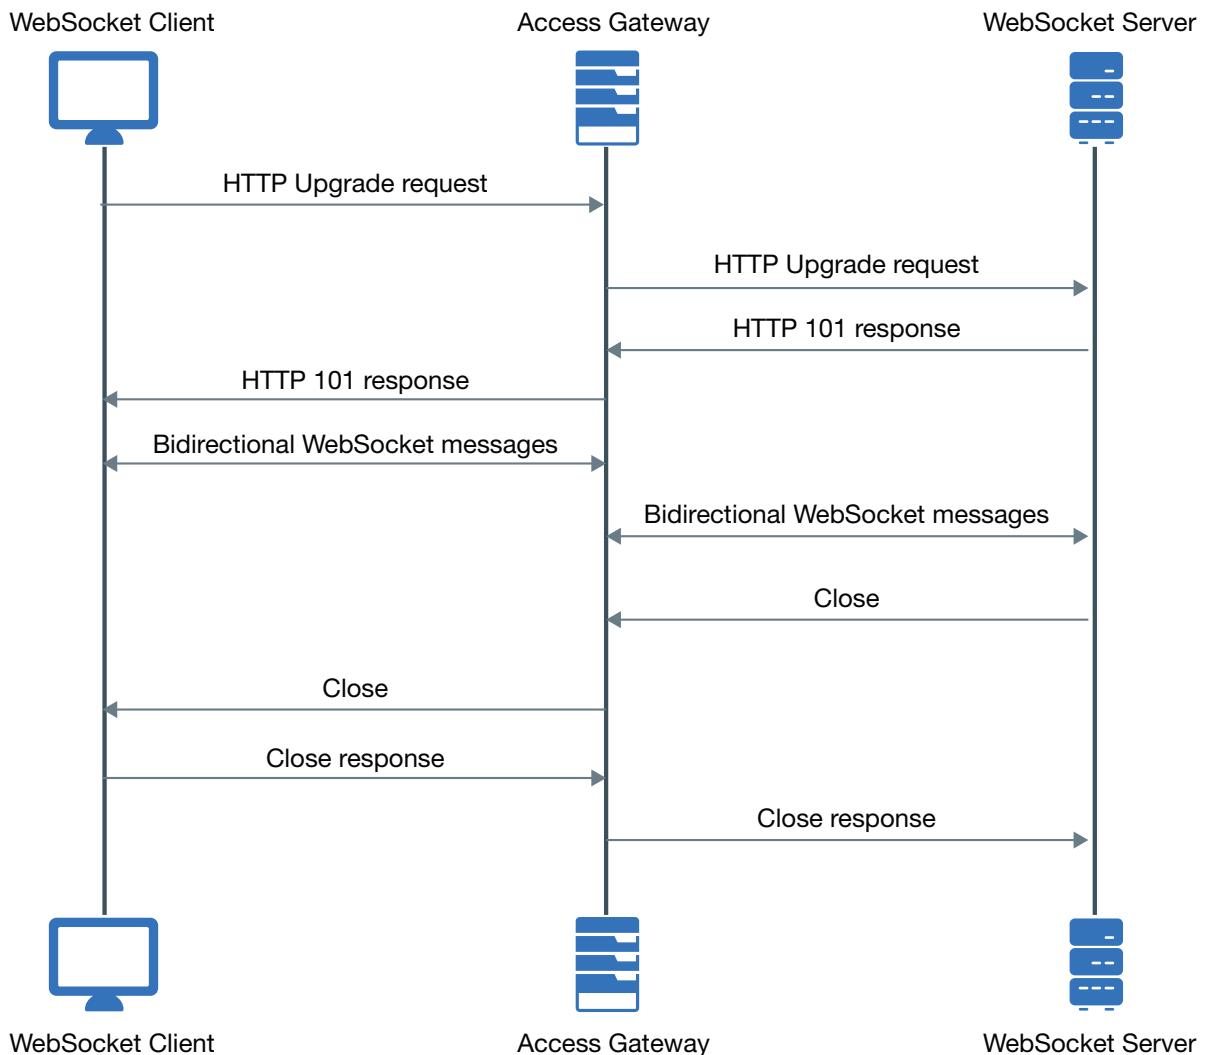 WebSocket Client
Access Gateway
WebSocket Server
HTTP Upgrade request
HTTP Upgrade request
HTTP 101 response
HTTP 101 response
Bidirectional WebSocket messages
Bidirectional WebSocket messages
Close
Close
Close response
Close response
WebSocket Client
Access Gateway
WebSocket Server